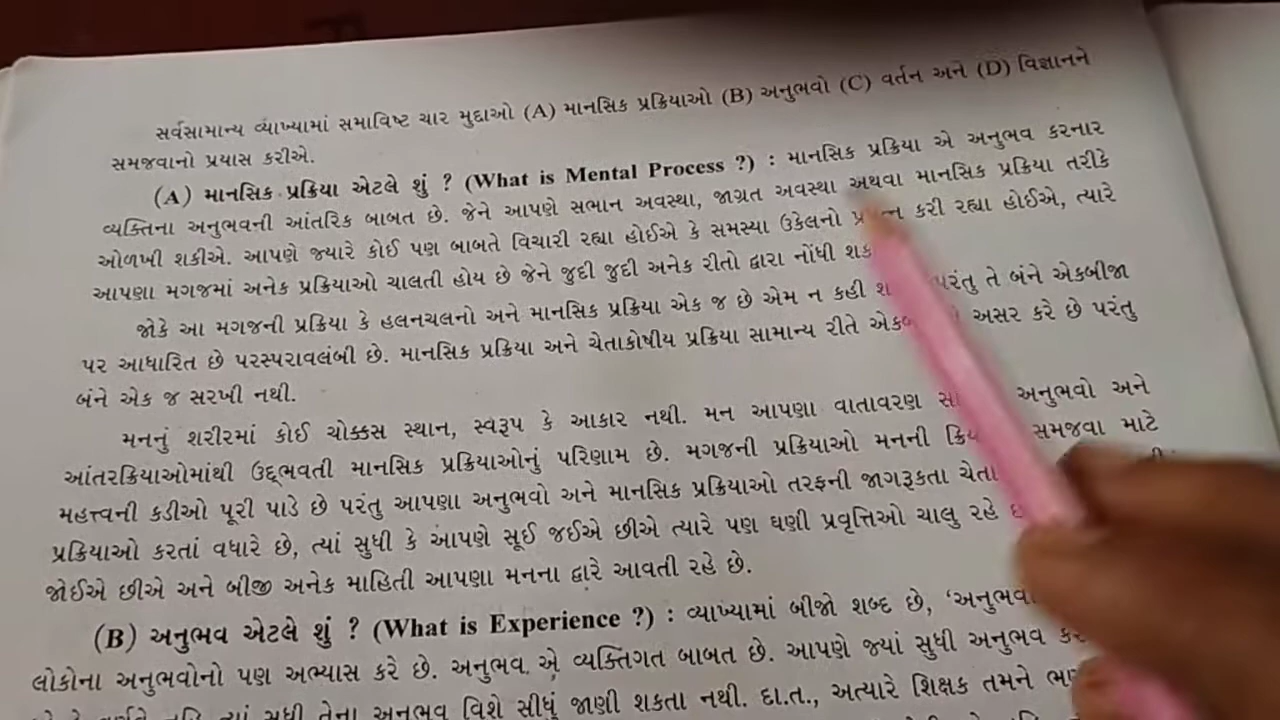 સર્વસામાન્ય વ્યાખ્યામાં સમાવિષ્ટ ચાર મુદ્દાઓ (A) માનસિક પ્રક્રિયાઓ (B) અનુભવો (C) વર્તન અને (D) વિજ્ઞાનને
સમજવાનો પ્રયાસ કરીએ.
(A) માનસિક પ્રક્રિયા એટલે શું ? (What is Mental Process ?) : માનસિક પ્રક્રિયા એ અનુભવ કરનાર
વ્યક્તિના અનુભવની આંતરિક બાબત છે. જેને આપણે સભાન અવસ્થા, જાગ્રત અવસ્થા અથવા માનસિક પ્રક્રિયા તરીકે
ઓળખી શકીએ. આપણે જ્યારે કોઈ પણ બાબતે વિચારી રહ્યા હોઈએ કે સમસ્યા ઉકેલનો કરી રહ્યા હોઈએ, ત્યારે
આપણા મગજમાં અનેક પ્રક્રિયાઓ ચાલતી હોય છે જેને જુદી જુદી અનેક રીતો દ્વારા નોંધી
જોકે આ મગજની પ્રક્રિયા કે હલનચલનો અને માનસિક પ્રક્રિયા એક જ છે એમ ન કહી પરંતુ તે બંને એકબીજા
પર આધારિત છે પરસ્પરાવલંબી છે. માનસિક પ્રક્રિયા અને ચેતાકોષીય પ્રક્રિયા સામાન્ય રીતે અસર કરે છે પરંતુ
બંને એક જ સરખી નથી.
મનનું શરીરમાં કોઈ ચોક્કસ સ્થાન, સ્વરૂપ કે આકાર નથી. મન આપણા વાતાવરણ અનુભવો અને
આંતરક્રિયાઓમાંથી ઉદ્ભવતી માનસિક પ્રક્રિયાઓનું પરિણામ છે. મગજની પ્રક્રિયાઓ મનની સમજવા માટે
મહત્ત્વની કડીઓ પૂરી પાડે છે પરંતુ આપણા અનુભવો અને માનસિક પ્રક્રિયાઓ તરફની જાગરૂકતા
પ્રક્રિયાઓ કરતાં વધારે છે, ત્યાં સુધી કે આપણે સૂઈ જઈએ છીએ ત્યારે પણ ઘણી પ્રવૃત્તિઓ ચાલુ રહે
જોઈએ છીએ અને બીજી અનેક માહિતી આપણા મનના દ્વારે આવતી રહે છે.
(B) અનુભવ એટલે શું ? (What is Experience ?) : વ્યાખ્યામાં બીજો શબ્દ છે,
લોકોના અનુભવોનો પણ અભ્યાસ કરે છે. અનુભવ એ વ્યક્તિગત બાબત છે. આપણે જ્યાં સુધી અનુભવ
સુધી તેના અનુભવ વિશે સીધું જાણી શકતા નથી. દા.ત., અત્યારે શિક્ષક તમને